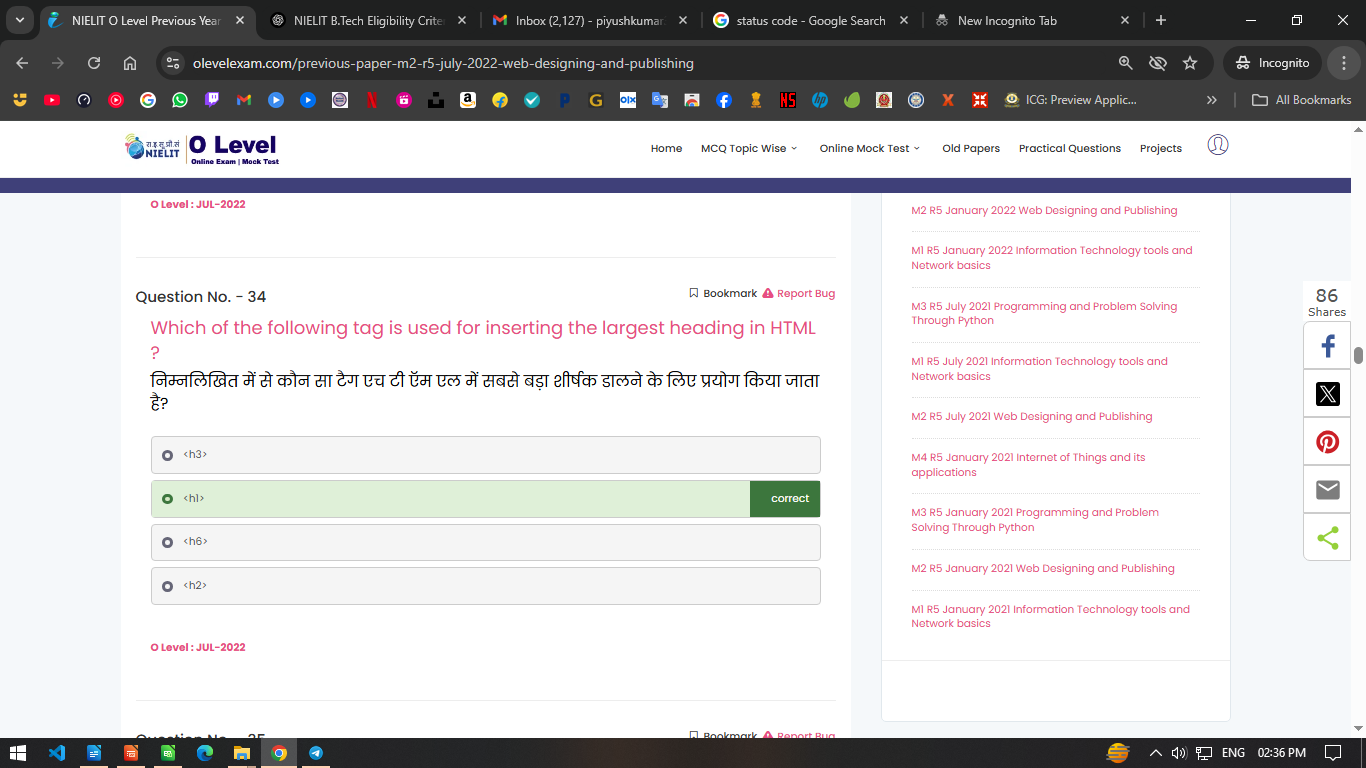 NIELIT O Level Previous Year
NIELIT B.Tech Eligibility Criter
Inbox (2,127) - piyushkumar
status code - Google Search
New Incognito Tab
olevelexam.com/previous-paper-m2-r5-july-2022-web-designing-and-publishing
Incognito
ICG: Preview Applic...
All Bookmarks
रा.इ.सू.प्रौ.सं
NIELIT
O Level
Online Exam | Mock Test
Home
MCQ Topic Wise
Online Mock Test
Old Papers
Practical Questions
Projects
O Level : JUL-2022
Question No. - 34
Bookmark
Report Bug
Which of the following tag is used for inserting the largest heading in HTML
?
निम्नलिखित में से कौन सा टैग एच टी ऍम एल में सबसे बड़ा शीर्षक डालने के लिए प्रयोग किया जाता
है?
<h3>
<h1>
correct
<h6>
<h2>
O Level : JUL-2022
Question No. - 35
Bookmark
Report Bug
M2 R5 January 2022 Web Designing and Publishing
M1 R5 January 2022 Information Technology tools and
Network basics
M3 R5 July 2021 Programming and Problem Solving
Through Python
M1 R5 July 2021 Information Technology tools and
Network basics
M2 R5 July 2021 Web Designing and Publishing
M4 R5 January 2021 Internet of Things and its
applications
M3 R5 January 2021 Programming and Problem
Solving Through Python
M2 R5 January 2021 Web Designing and Publishing
M1 R5 January 2021 Information Technology tools and
Network basics
86
Shares
ENG
02:36 PM